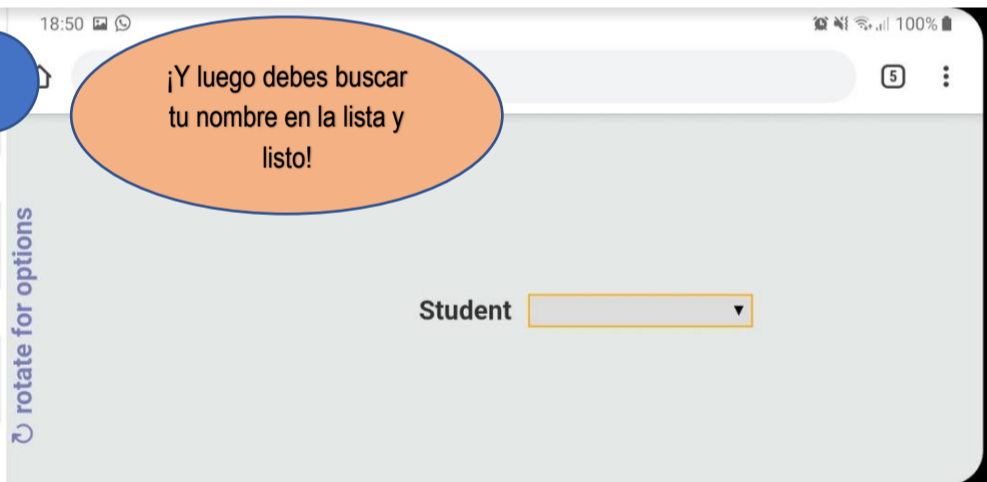 18:50
100%
¡Y luego debes buscar
tu nombre en la lista y
listo!
5
↻ rotate for options
Student